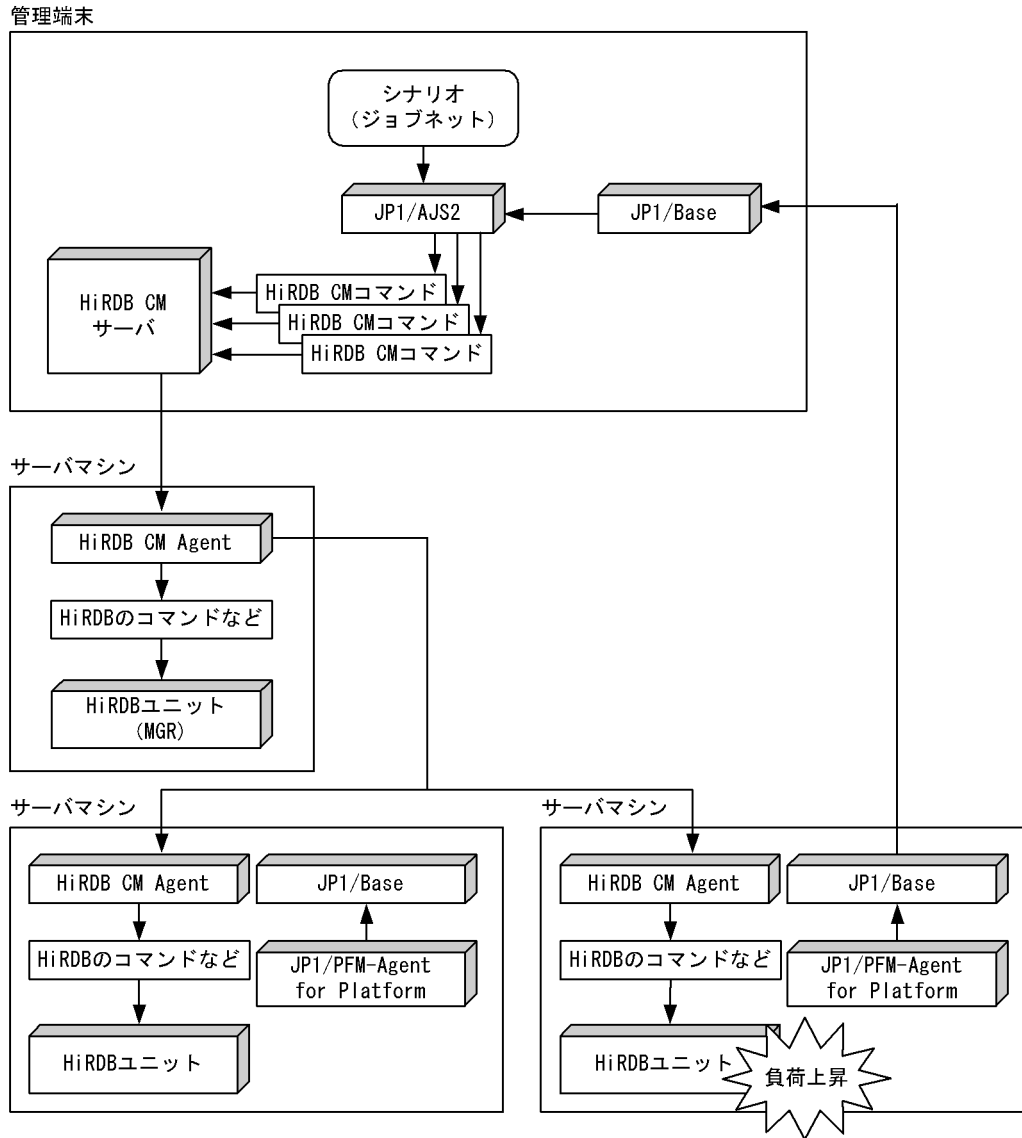 管理端末
シナリオ
(ジョブネット)
JP1/AJS2
JP1/Base
HiRDB CM
サーバ
HiRDB CMコマンド
HiRDB CMコマンド
HiRDB CMコマンド
サーバマシン
HiRDB CM Agent
HiRDBのコマンドなど
HiRDBユニット
(MGR)
サーバマシン
HiRDB CM Agent
JP1/Base
HiRDBのコマンドなど
JP1/PFM-Agent
for Platform
HiRDBユニット
サーバマシン
HiRDB CM Agent
JP1/Base
HiRDBのコマンドなど
JP1/PFM-Agent
for Platform
HiRDBユニット
負荷上昇